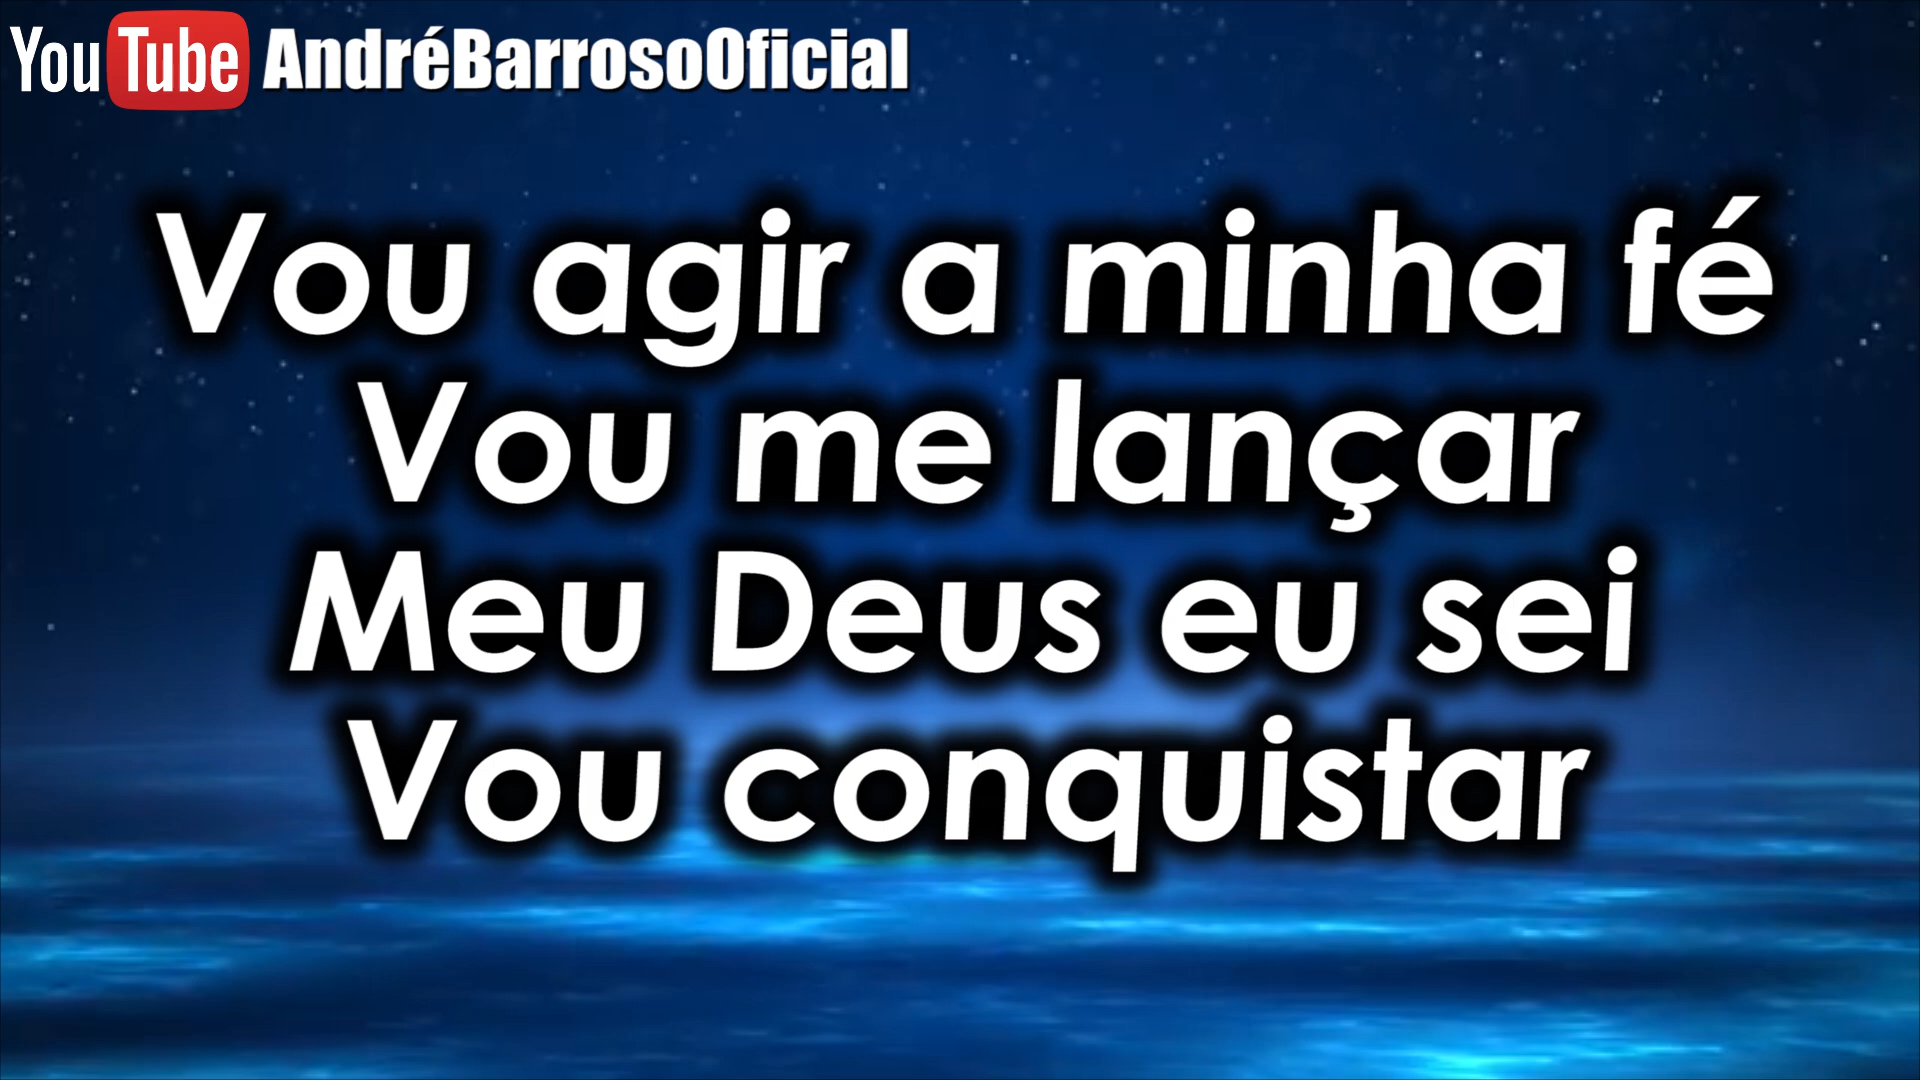 YouTube AndréBarrosoOficial
Vou agir a minha fé
Vou me lançar
Meu Deus eu sei
Vou conquistar